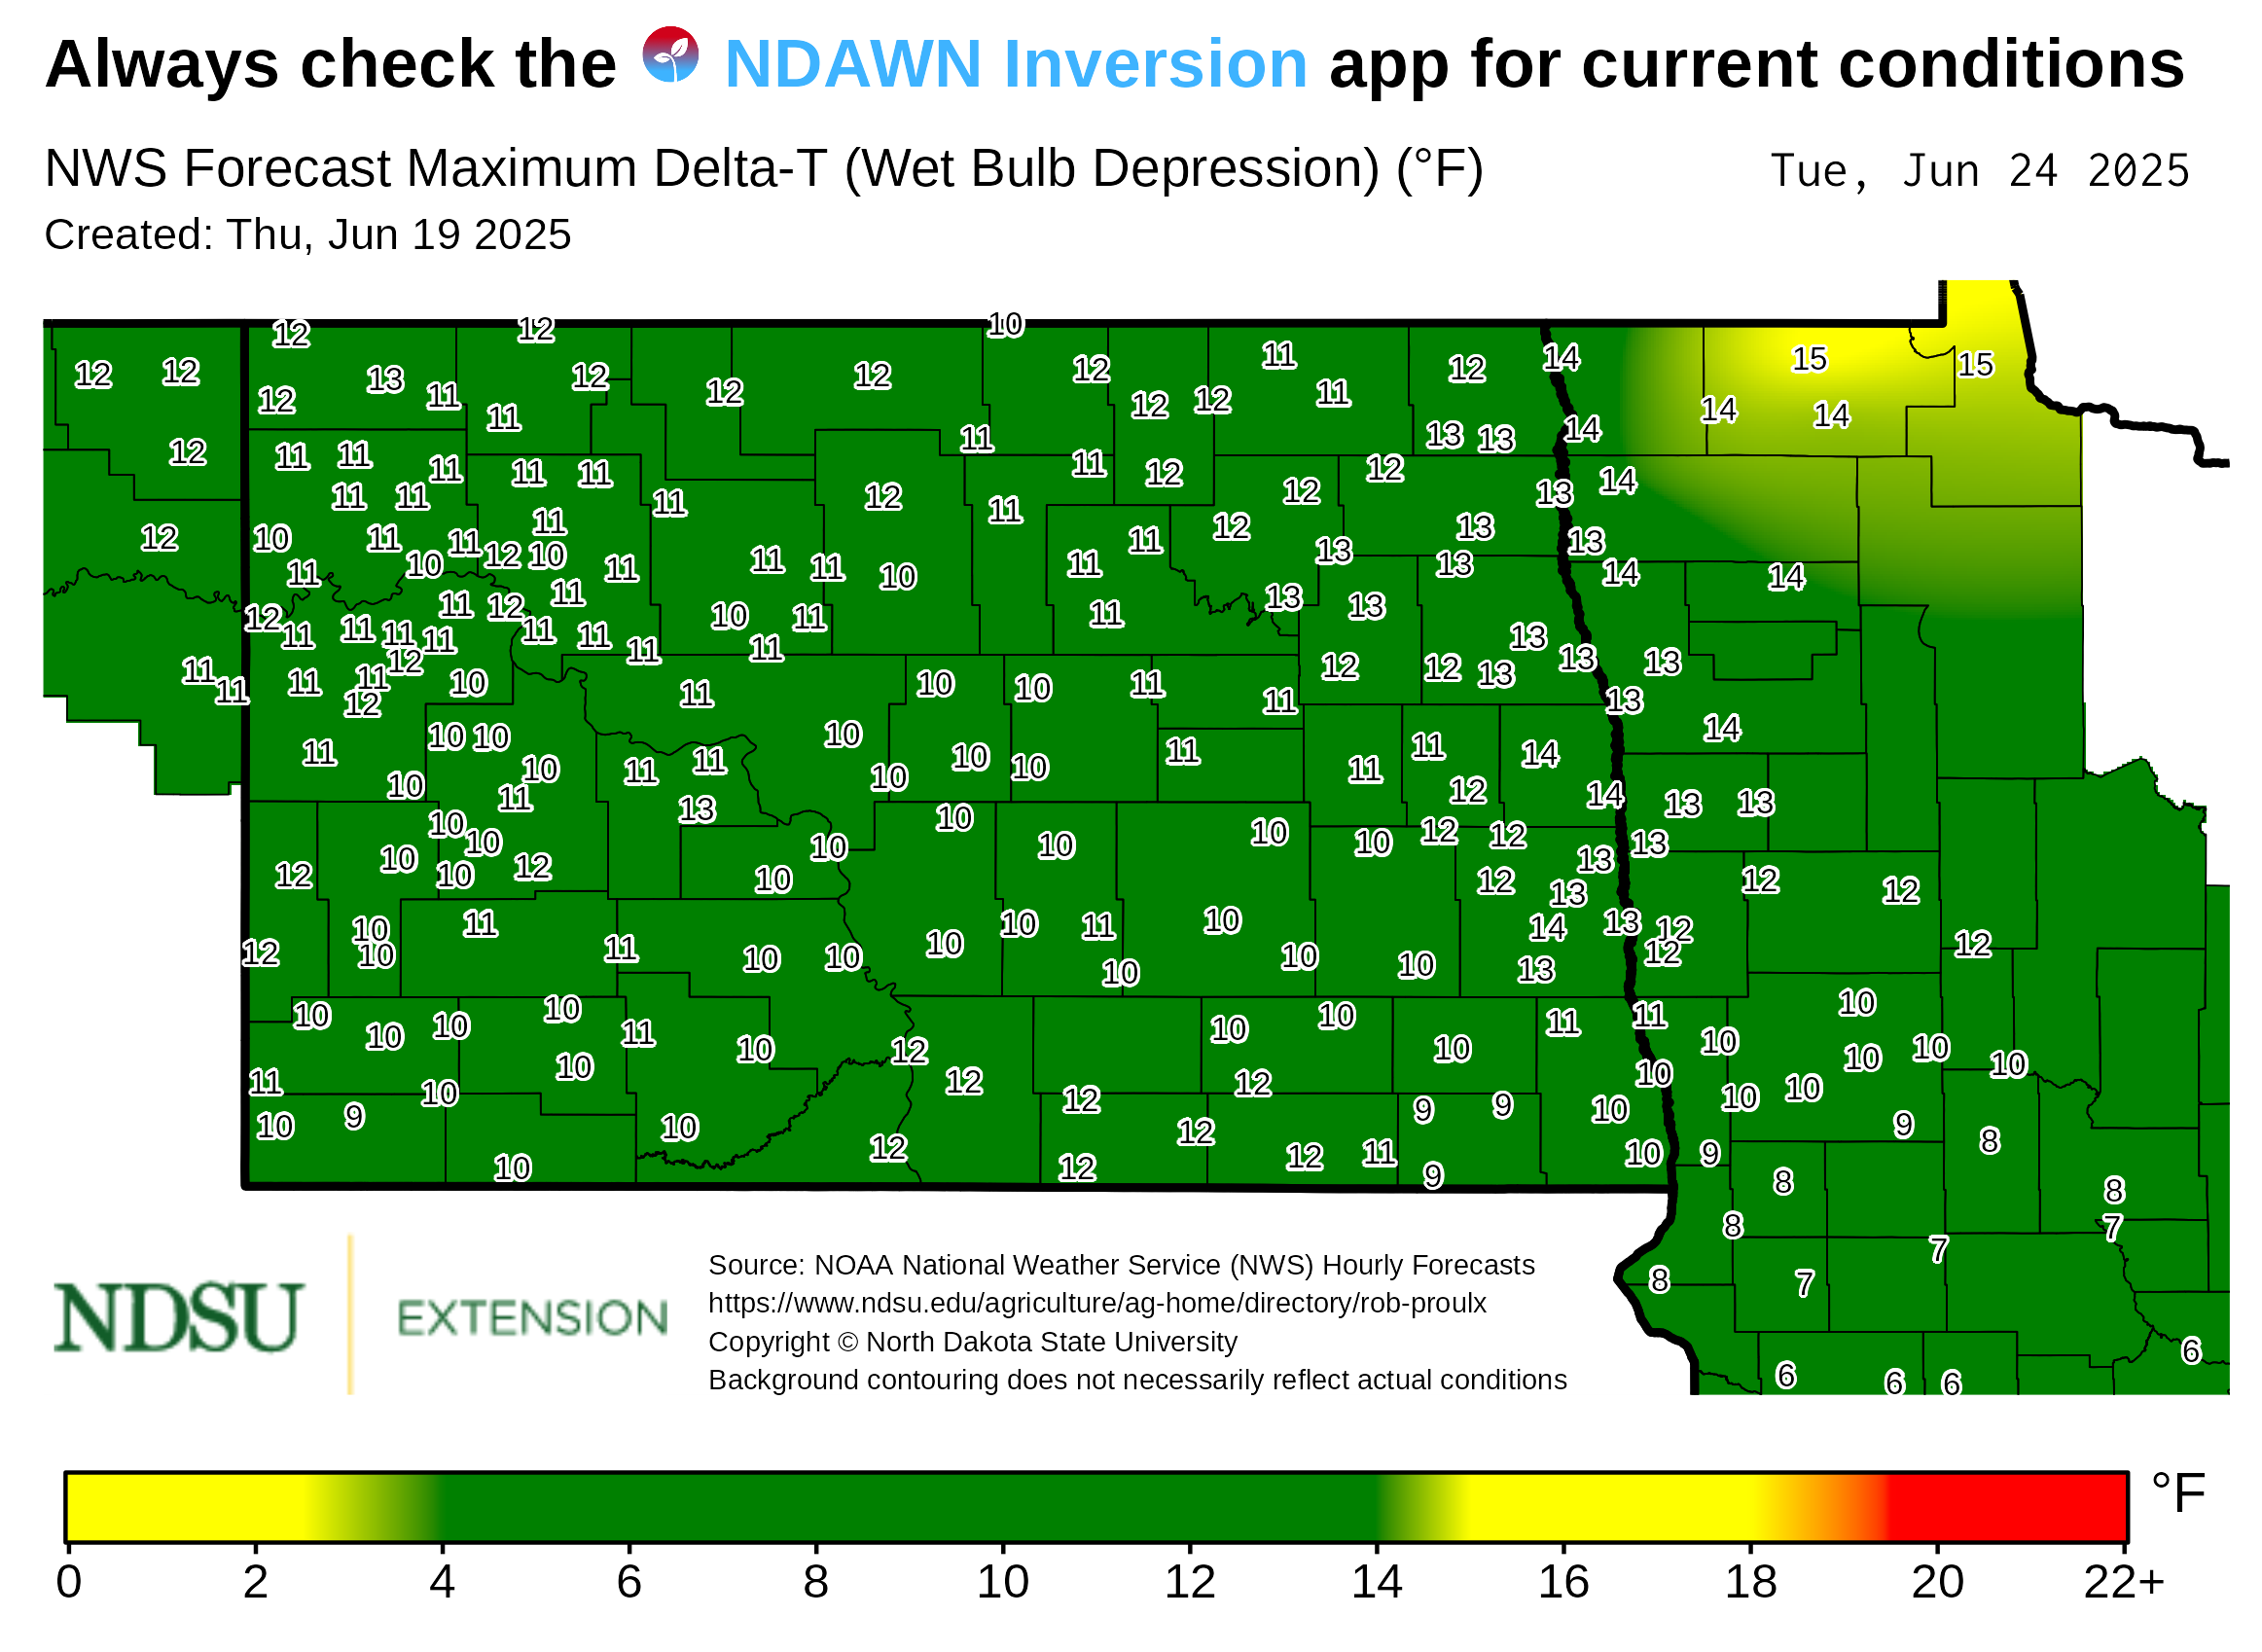 Always check the NDAWN Inversion app for current conditions
NWS Forecast Maximum Delta-T (Wet Bulb Depression) (°F) Tue, Jun 24 2025
Created: Thu, Jun 19 2025
12 12 10
12 12 13 12 12 12 11 12 14 15 15
12 11 11 12 12 12 12 11 14 14
12 11 11 11 11 11 11 11 12 13 13 14
11 11 11 12 11 12 12 12 13 14
12 10 11 11 11 12 10 11 11 11 12 13 13 13
11 10 11 11 11 10 11 13 14 14
12 11 11 12 11 10 11 11 13 13
11 11 11 11 11 11 11 11 13 13 13
11 11 11 11 12 12 10 11 10 10 11 11 12 12 13 13
11 10 10 10 11 14
10 11 10 11 11 10 10 10 11 11 11 14
10 11 13 10 12 14 13 13
10 10 10 10 10 10 12 12 13
12 10 10 12 10 12 13 13 12 12
12 10 10 11 11 10 10 10 10 11 10 14 13 12 12
10 10 10 10 13 12
10 10 10 10 11 10 12 10 10 10 11 11 10 10
11 10 10 12 12 10 10 10 10 10
10 9 10 12 12 9 9 10 10 9
10 12 12 12 11 9 10 9 8
8 8
8 7 7
8 7
6 6 6 6
NDSU EXTENSION
Source: NOAA National Weather Service (NWS) Hourly Forecasts
https://www.ndsu.edu/agriculture/ag-home/directory/rob-proulx
Copyright © North Dakota State University
Background contouring does not necessarily reflect actual conditions
°F
0 2 4 6 8 10 12 14 16 18 20 22+